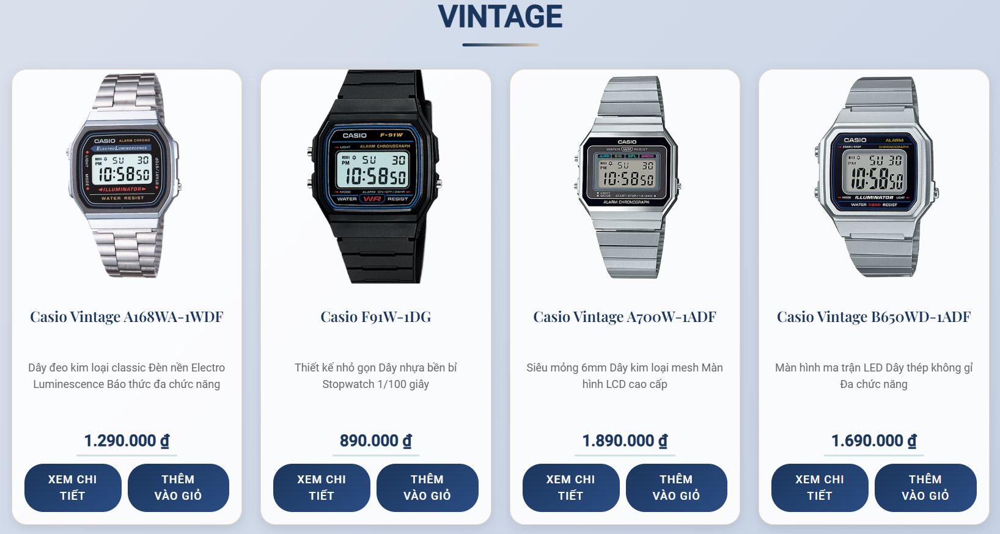 VINTAGE
CASIO ALARM CHRONO
ELECTROLUMINESCENCE
LIGHT
MODE
START/STOP
SU 30
PM
10:58 50
ILLUMINATOR
WATER RESIST
Casio Vintage A168WA-1WDF
Dây đeo kim loại classic Đèn nền Electro
Luminescence Báo thức đa chức năng
1.290.000 ₫
XEM CHI
TIẾT
THÊM
VÀO GIỎ
CASIO F-91W
LIGHT ALARM CHRONOGRAPH
SU 30
PM
10:58 50
MODE ALARM ON·OFF/24HR
WATER WR RESIST
Casio F91W-1DG
Thiết kế nhỏ gọn Dây nhựa bền bỉ
Stopwatch 1/100 giây
890.000 ₫
XEM CHI
TIẾT
THÊM
VÀO GIỎ
CASIO
WATER WR RESIST
ALARM SIG SPL CHRONO
SU 30
PM
10:58 50
LIGHT
MODE START·STOP/12·24H
ALARM CHRONOGRAPH
Casio Vintage A700W-1ADF
Siêu mỏng 6mm Dây kim loại mesh Màn
hình LCD cao cấp
1.890.000 ₫
XEM CHI
TIẾT
THÊM
VÀO GIỎ
CASIO ALARM
START/STOP CHRONOGRAPH
SU 30
PM
10:58 50
MODE ILLUMINATOR LIGHT
WATER 5BAR RESIST
Casio Vintage B650WD-1ADF
Màn hình ma trận LED Dây thép không gỉ
Đa chức năng
1.690.000 ₫
XEM CHI
TIẾT
THÊM
VÀO GIỎ